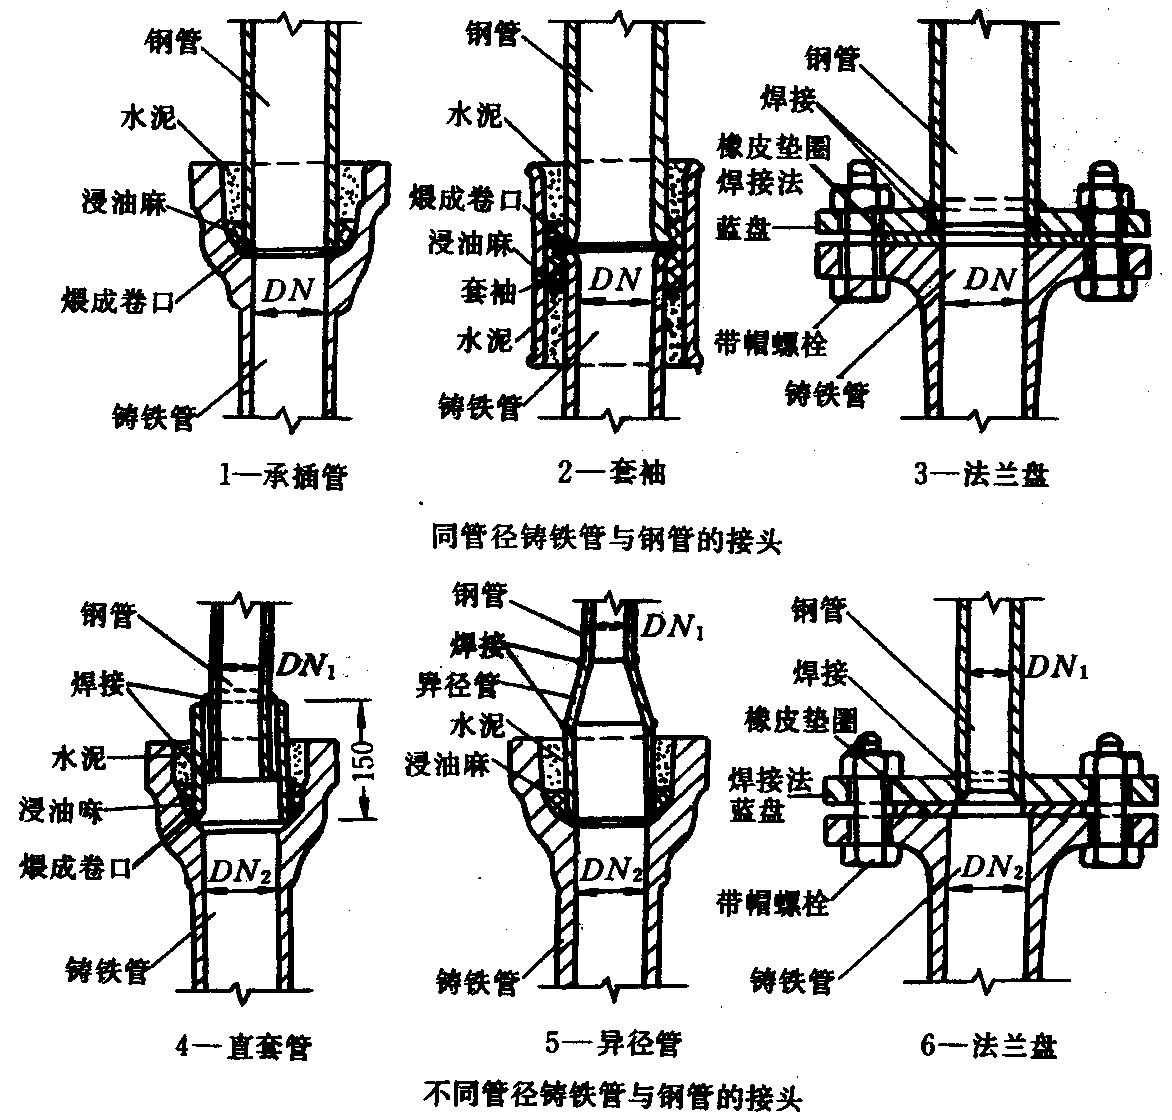 钢管
水泥
浸油麻
煨成卷口
DN
铸铁管
1—承插管
钢管
水泥
煨成卷口
浸油麻
套袖
水泥
DN
铸铁管
2—套袖
钢管
焊接
橡皮垫圈
焊接法
蓝盘
DN
带帽螺栓
铸铁管
3—法兰盘
同管径铸铁管与钢管的接头
钢管
DN₁
焊接
水泥
150
浸油麻
煨成卷口
DN₂
铸铁管
4—直套管
钢管
DN₁
焊接
异径管
水泥
浸油麻
DN₂
铸铁管
5—异径管
钢管
DN₁
焊接
橡皮垫圈
焊接法
蓝盘
DN₂
带帽螺栓
铸铁管
6—法兰盘
不同管径铸铁管与钢管的接头